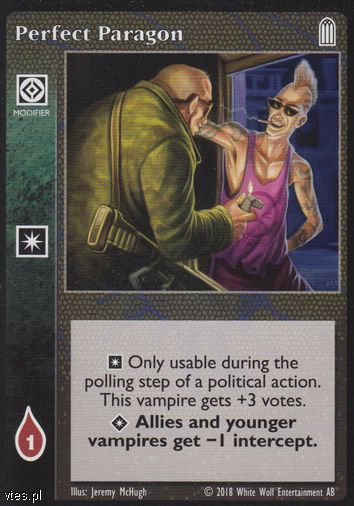 Perfect Paragon
MODIFIER
Only usable during the
polling step of a political action.
This vampire gets +3 votes.
Allies and younger
vampires get −1 intercept.
1
Illus: Jeremy McHugh © 2018 White Wolf Entertainment AB
vtes.pl